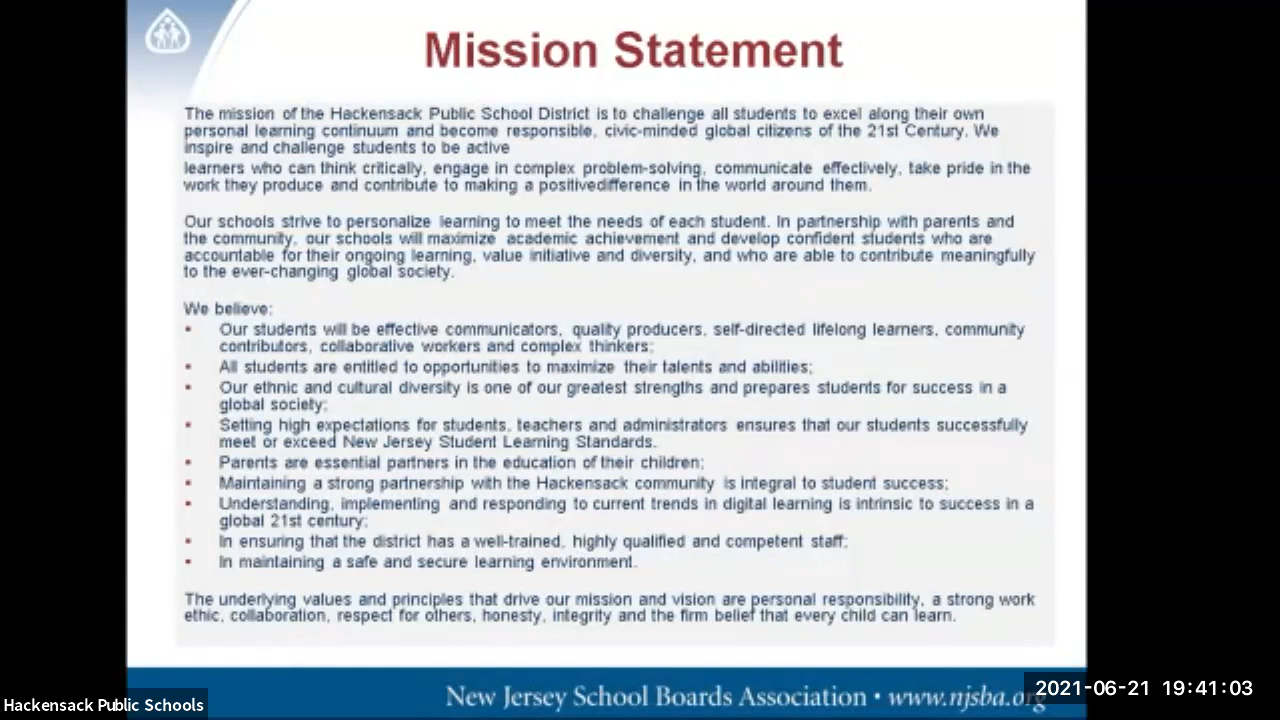 Mission Statement
The mission of the Hackensack Public School District is to challenge all students to excel along their own
personal learning continuum and become responsible, civic-minded global citizens of the 21st Century. We
inspire and challenge students to be active
learners who can think critically, engage in complex problem-solving, communicate effectively, take pride in the
work they produce and contribute to making a positivedifference in the world around them.
Our schools strive to personalize learning to meet the needs of each student. In partnership with parents and
the community, our schools will maximize academic achievement and develop confident students who are
accountable for their ongoing learning, value initiative and diversity, and who are able to contribute meaningfully
to the ever-changing global society.
We believe:
• Our students will be effective communicators, quality producers, self-directed lifelong learners, community
contributors, collaborative workers and complex thinkers;
• All students are entitled to opportunities to maximize their talents and abilities;
• Our ethnic and cultural diversity is one of our greatest strengths and prepares students for success in a
global society;
• Setting high expectations for students, teachers and administrators ensures that our students successfully
meet or exceed New Jersey Student Learning Standards.
• Parents are essential partners in the education of their children;
• Maintaining a strong partnership with the Hackensack community is integral to student success;
• Understanding, implementing and responding to current trends in digital learning is intrinsic to success in a
global 21st century;
• In ensuring that the district has a well-trained, highly qualified and competent staff;
• In maintaining a safe and secure learning environment.
The underlying values and principles that drive our mission and vision are personal responsibility, a strong work
ethic, collaboration, respect for others, honesty, integrity and the firm belief that every child can learn.
New Jersey School Boards Association • www.njsba.org
2021-06-21 19:41:03
Hackensack Public Schools